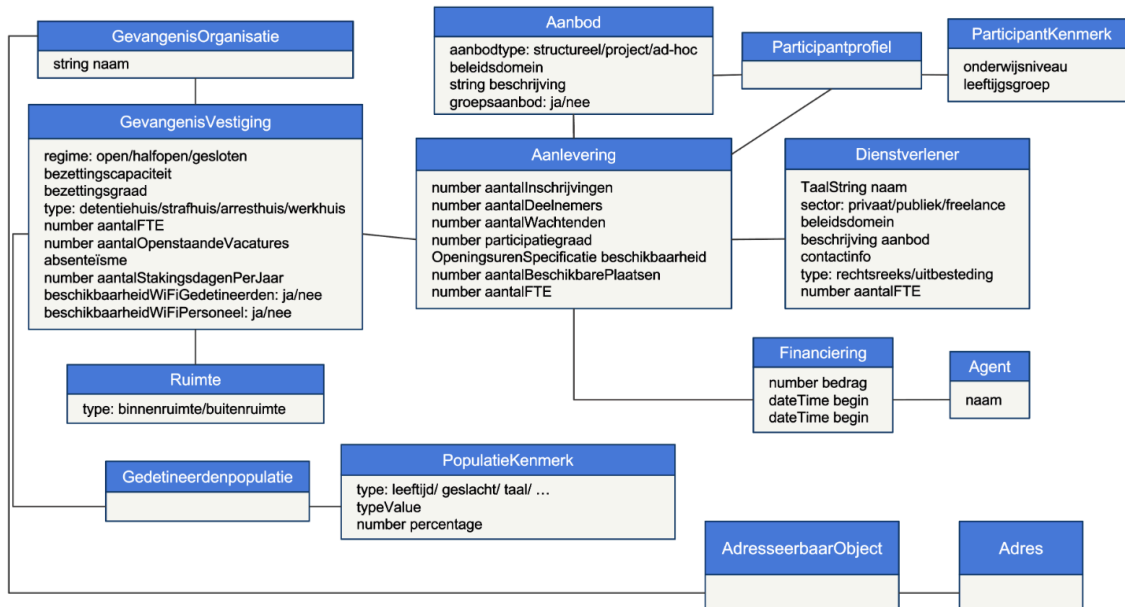 GevangenisOrganisatie
string naam
Aanbod
aanbodtype: structureel/project/ad-hoc
beleidsdomein
string beschrijving
groepsaanbod: ja/nee
Participantprofiel
ParticipantKenmerk
onderwijsniveau
leeftijgsgroep
GevangenisVestiging
regime: open/halfopen/gesloten
bezettingscapaciteit
bezettingsgraad
type: detentiehuis/strafhuis/arresthuis/werkhuis
number aantalFTE
number aantalOpenstaandeVacatures
absenteïsme
number aantalStakingsdagenPerJaar
beschikbaarheidWiFiGedetineerden: ja/nee
beschikbaarheidWiFiPersoneel: ja/nee
Aanlevering
number aantalInschrijvingen
number aantalDeelnemers
number aantalWachtenden
number participatiegraad
OpeningsurenSpecificatie beschikbaarheid
number aantalBeschikbarePlaatsen
number aantalFTE
Dienstverlener
TaalString naam
sector: privaat/publiek/freelance
beleidsdomein
beschrijving aanbod
contactinfo
type: rechtsreeks/uitbesteding
number aantalFTE
Ruimte
type: binnenruimte/buitenruimte
Financiering
number bedrag
dateTime begin
dateTime begin
Agent
naam
Gedetineerdenpopulatie
PopulatieKenmerk
type: leeftijd/ geslacht/ taal/ …
typeValue
number percentage
AdresseerbaarObject
Adres